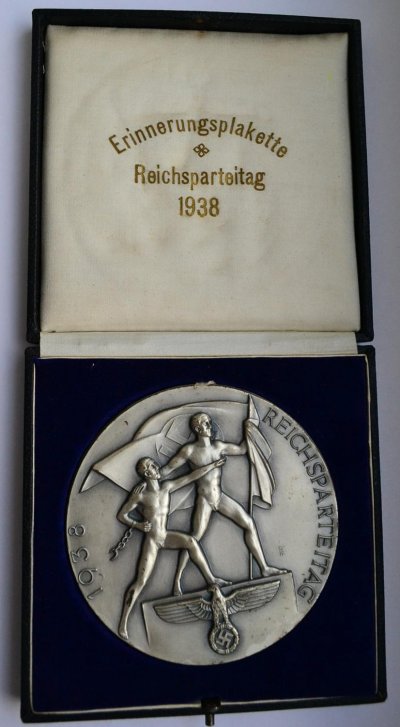 Erinnerungsplakette
Reichsparteitag
1938
1938
REICHSPARTEITAG